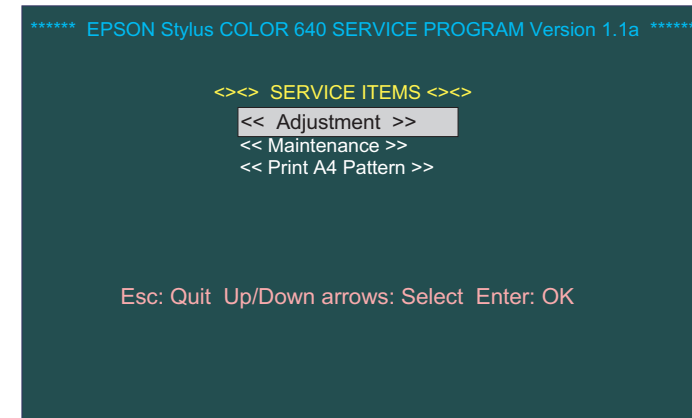 ****** EPSON Stylus COLOR 640 SERVICE PROGRAM Version 1.1a ******
<><> SERVICE ITEMS <><>
<< Adjustment >>
<< Maintenance >>
<< Print A4 Pattern >>
Esc: Quit Up/Down arrows: Select Enter: OK